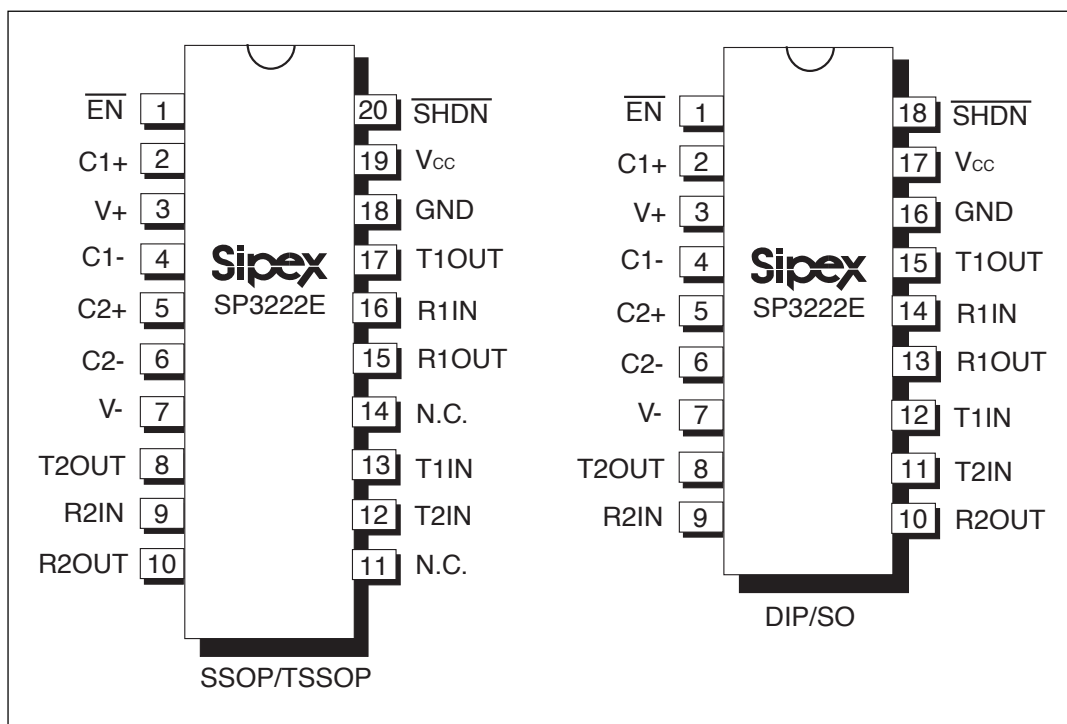 EN 1 20 SHDN
C1+ 2 19 Vcc
V+ 3 18 GND
C1- 4 17 T1OUT
C2+ 5 16 R1IN
C2- 6 15 R1OUT
V- 7 14 N.C.
T2OUT 8 13 T1IN
R2IN 9 12 T2IN
R2OUT 10 11 N.C.
Sipex
SP3222E
SSOP/TSSOP
EN 1 18 SHDN
C1+ 2 17 Vcc
V+ 3 16 GND
C1- 4 15 T1OUT
C2+ 5 14 R1IN
C2- 6 13 R1OUT
V- 7 12 T1IN
T2OUT 8 11 T2IN
R2IN 9 10 R2OUT
Sipex
SP3222E
DIP/SO